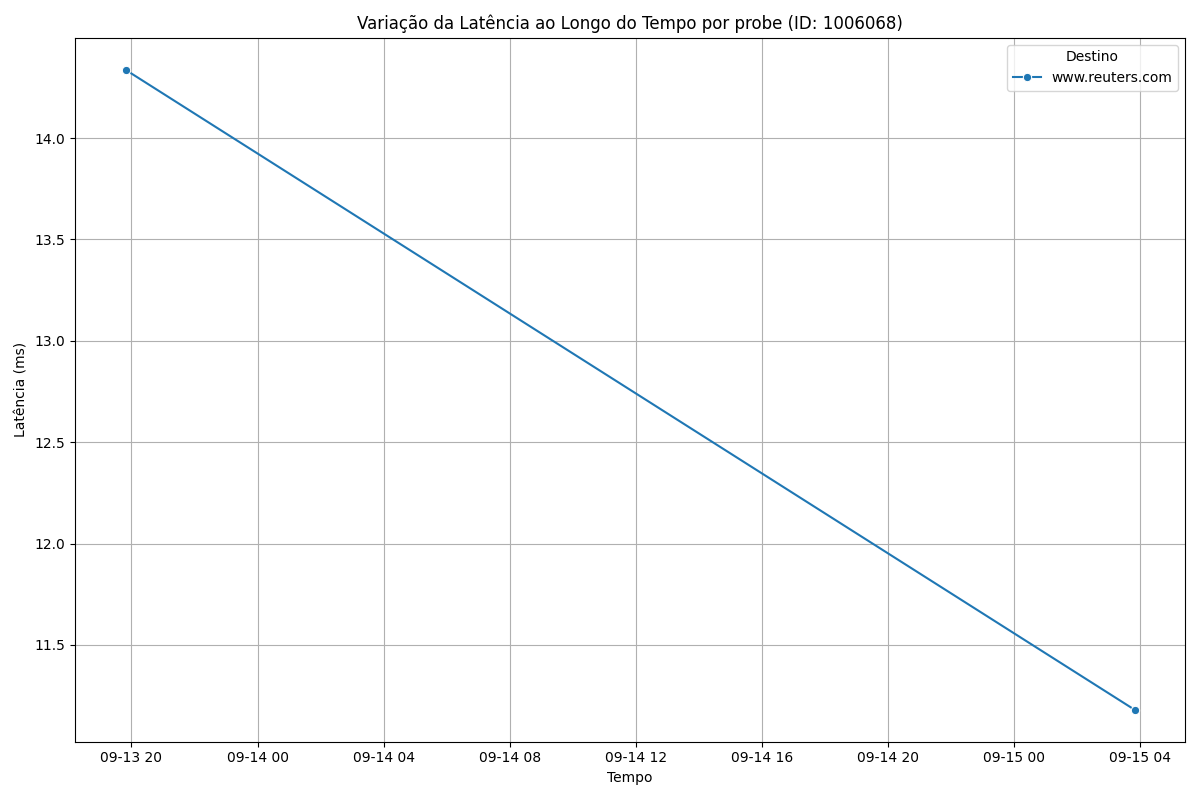 Variação da Latência ao Longo do Tempo por probe (ID: 1006068)
Destino
www.reuters.com
Latência (ms)
14.0
13.5
13.0
12.5
12.0
11.5
09-13 20 09-14 00 09-14 04 09-14 08 09-14 12 09-14 16 09-14 20 09-15 00 09-15 04
Tempo